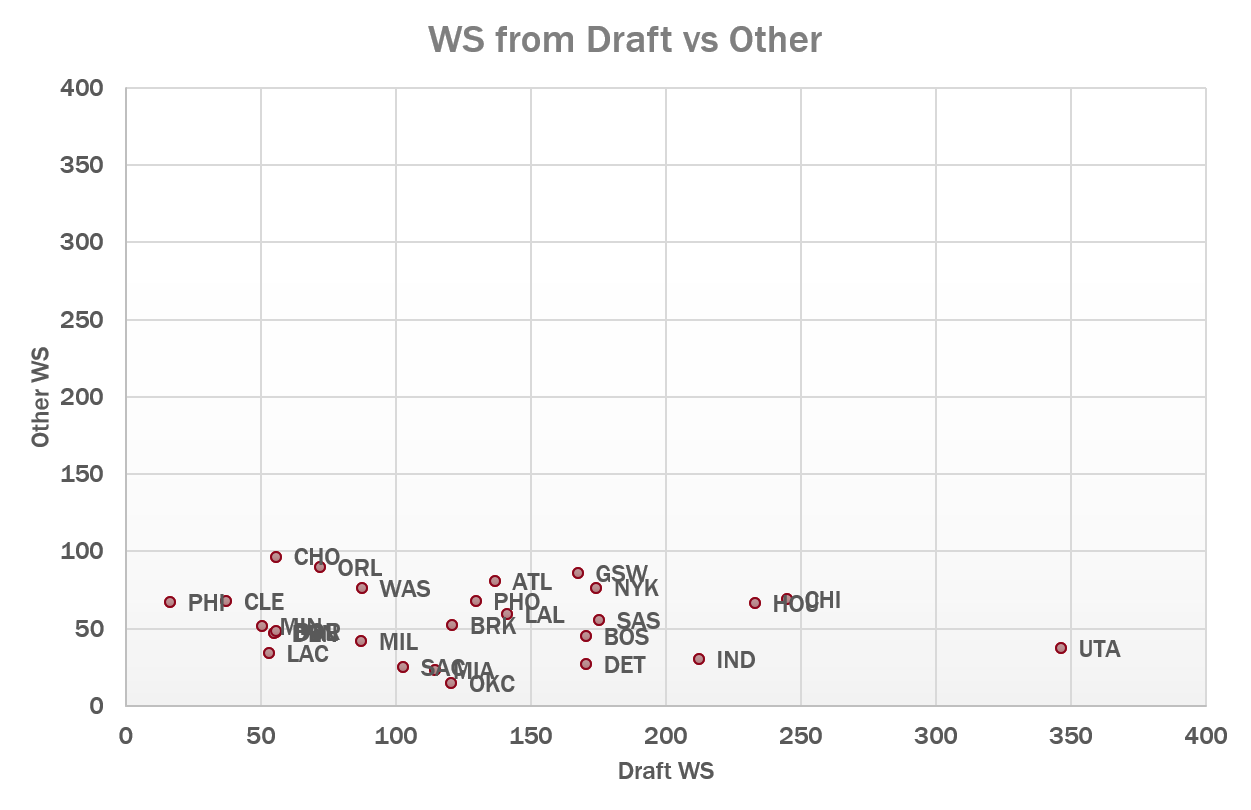 WS from Draft vs Other
400
350
300
250
200
150
100
50
0
Other WS
CHO
ORL
WAS
ATL
GSW
NYK
PHI
CLE
PHO
LAL
HOU
CHI
MIN
BRK
SAS
BOS
MIL
LAC
SAC
MIA
OKC
DET
IND
UTA
0 50 100 150 200 250 300 350 400
Draft WS